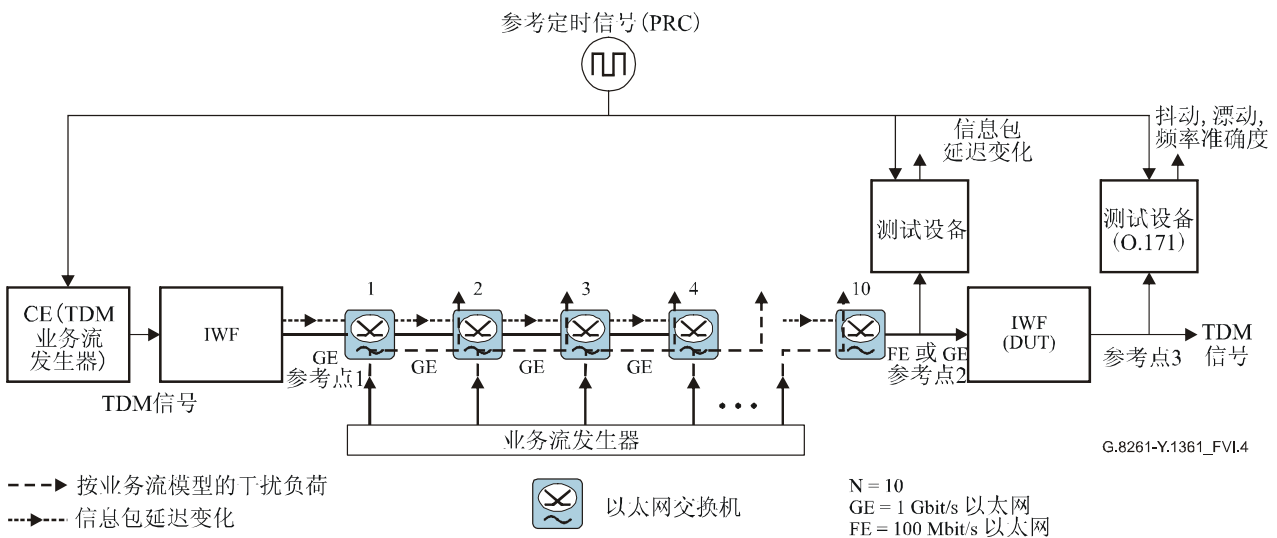 参考定时信号(PRC)
信息包
延迟变化
抖动, 漂动,
频率准确度
测试设备
测试设备
(O.171)
1
2
3
4
10
CE(TDM
业务流
发生器)
IWF
IWF
(DUT)
GE
参考点1
GE
GE
GE
FE 或 GE
参考点2
参考点3
TDM
信号
TDM信号
业务流发生器
G.8261-Y.1361_FVI.4
按业务流模型的干扰负荷
信息包延迟变化
以太网交换机
N = 10
GE = 1 Gbit/s 以太网
FE = 100 Mbit/s 以太网